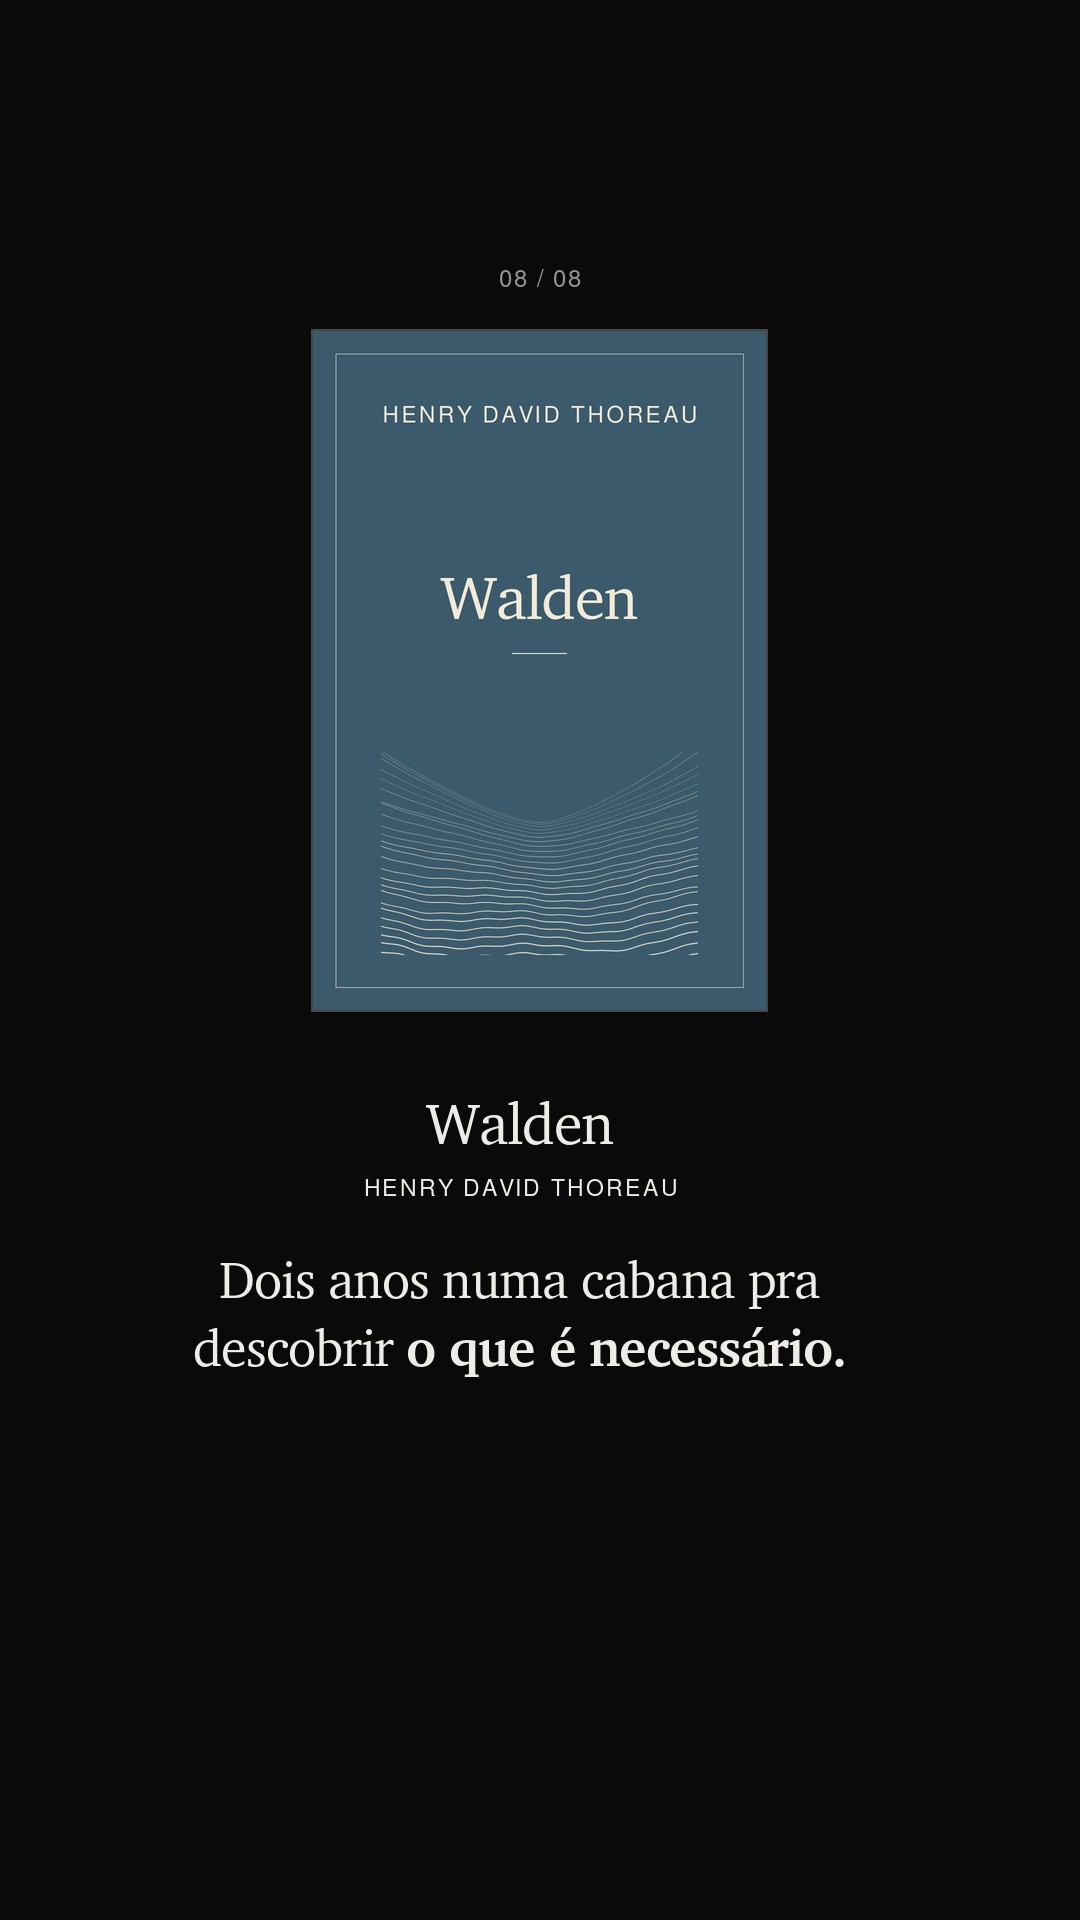 08 / 08
HENRY DAVID THOREAU
Walden
Walden
HENRY DAVID THOREAU
Dois anos numa cabana pra
descobrir o que é necessário.